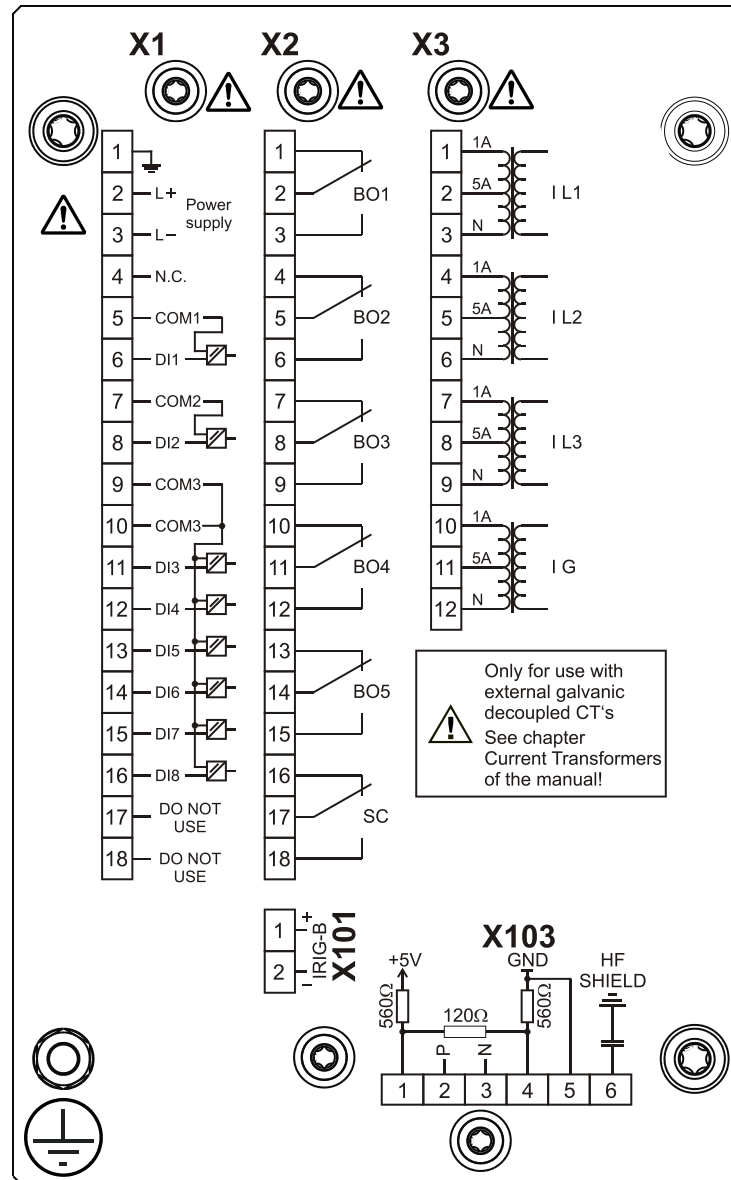 X1 X2 X3
1
2 L+
Power
supply
3 L–
4 N.C.
5 COM1
6 DI1
7 COM2
8 DI2
9 COM3
10 COM3
11 DI3
12 DI4
13 DI5
14 DI6
15 DI7
16 DI8
17 DO NOT
USE
18 DO NOT
USE
1
2 BO1
3
4
5 BO2
6
7
8 BO3
9
10
11 BO4
12
13
14 BO5
15
16
17 SC
18
1 1A
2 5A I L1
3 N
4 1A
5 5A I L2
6 N
7 1A
8 5A I L3
9 N
10 1A
11 5A I G
12 N
Only for use with
external galvanic
decoupled CT‘s
See chapter
Current Transformers
of the manual!
1 +
2 –
IRIG-B
X101
X103
+5V GND HF
SHIELD
560Ω 120Ω 560Ω
P N
1 2 3 4 5 6